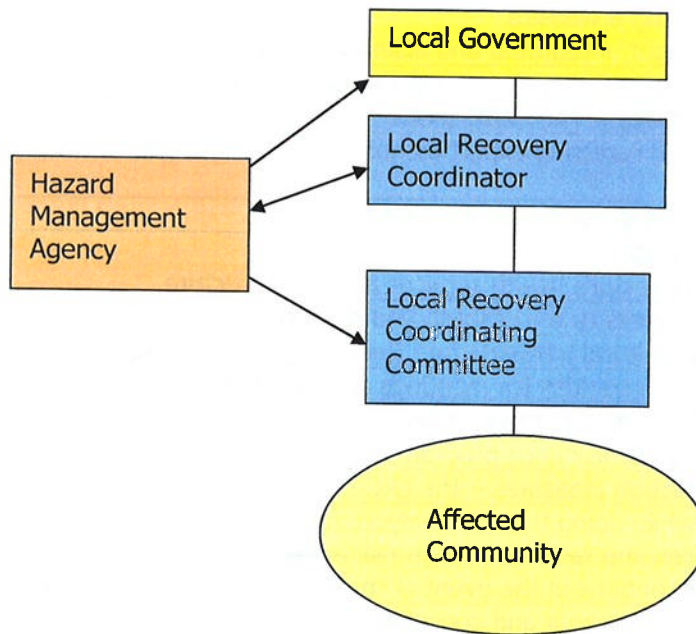 Local Government
Local Recovery
Coordinator
Hazard
Management
Agency
Local Recovery
Coordinating
Committee
Affected
Community